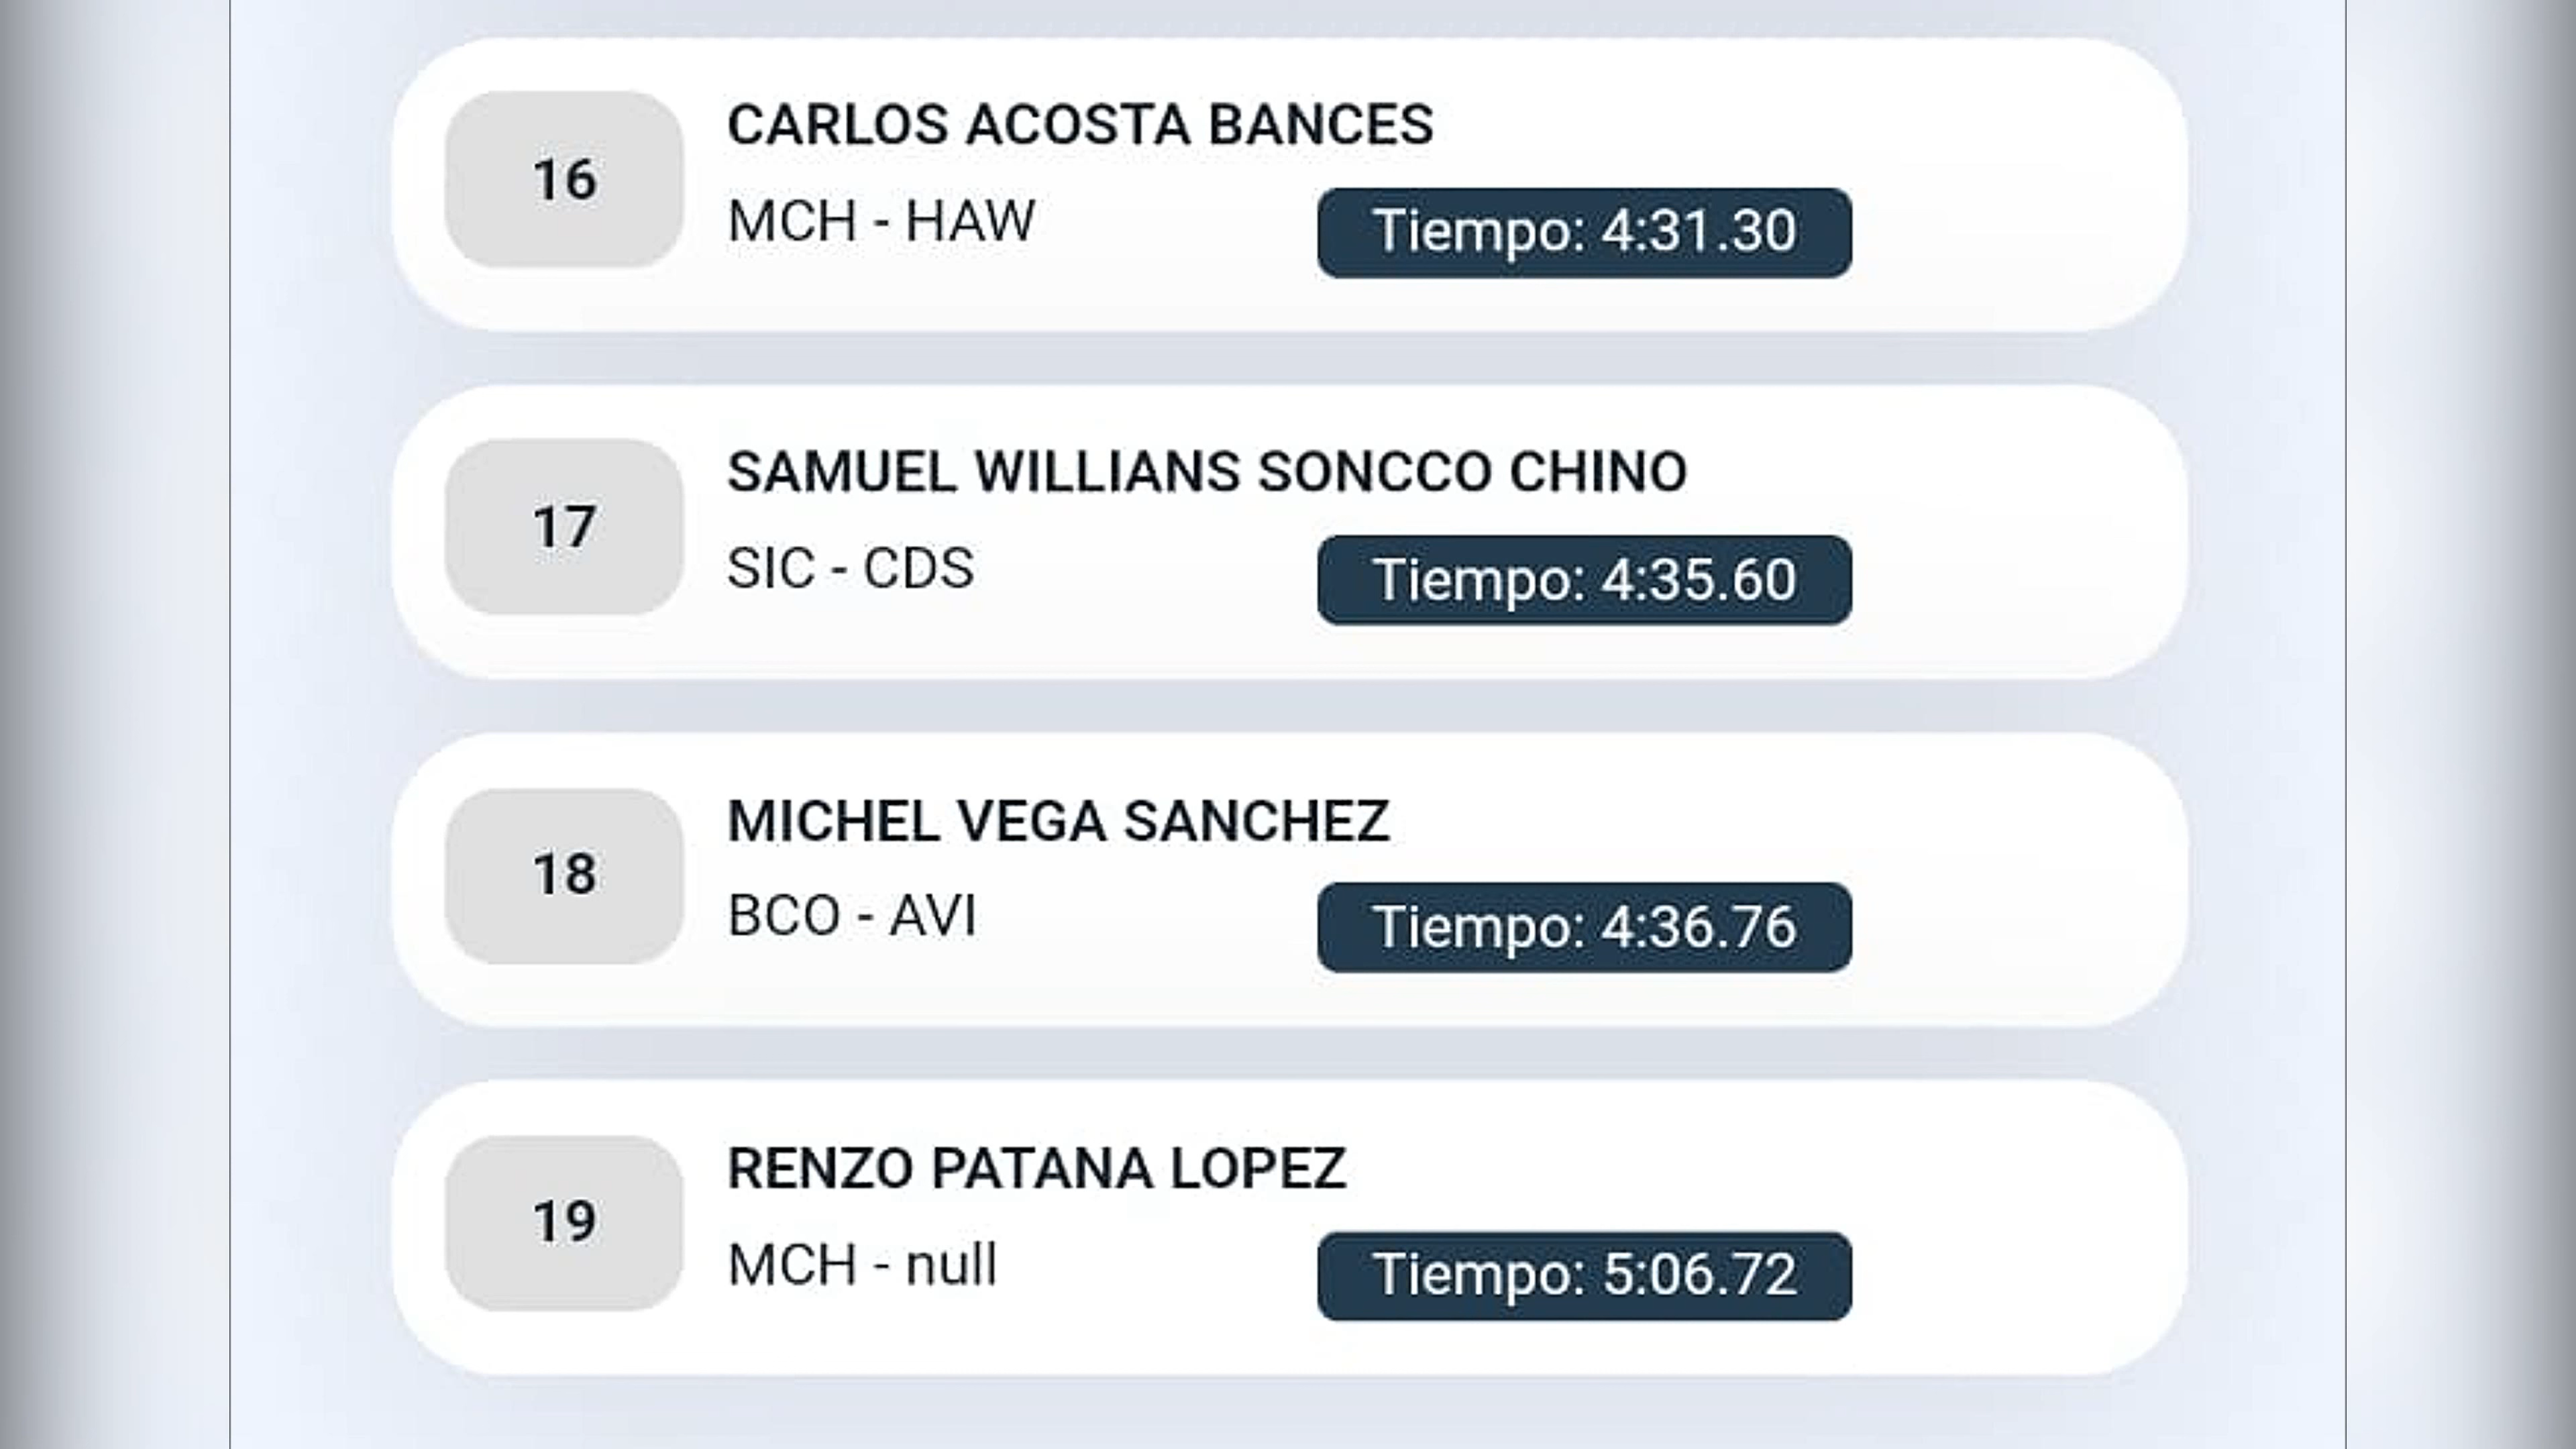 16
CARLOS ACOSTA BANCES
MCH - HAW
Tiempo: 4:31.30
17
SAMUEL WILLIANS SONCCO CHINO
SIC - CDS
Tiempo: 4:35.60
18
MICHEL VEGA SANCHEZ
BCO - AVI
Tiempo: 4:36.76
19
RENZO PATANA LOPEZ
MCH - null
Tiempo: 5:06.72